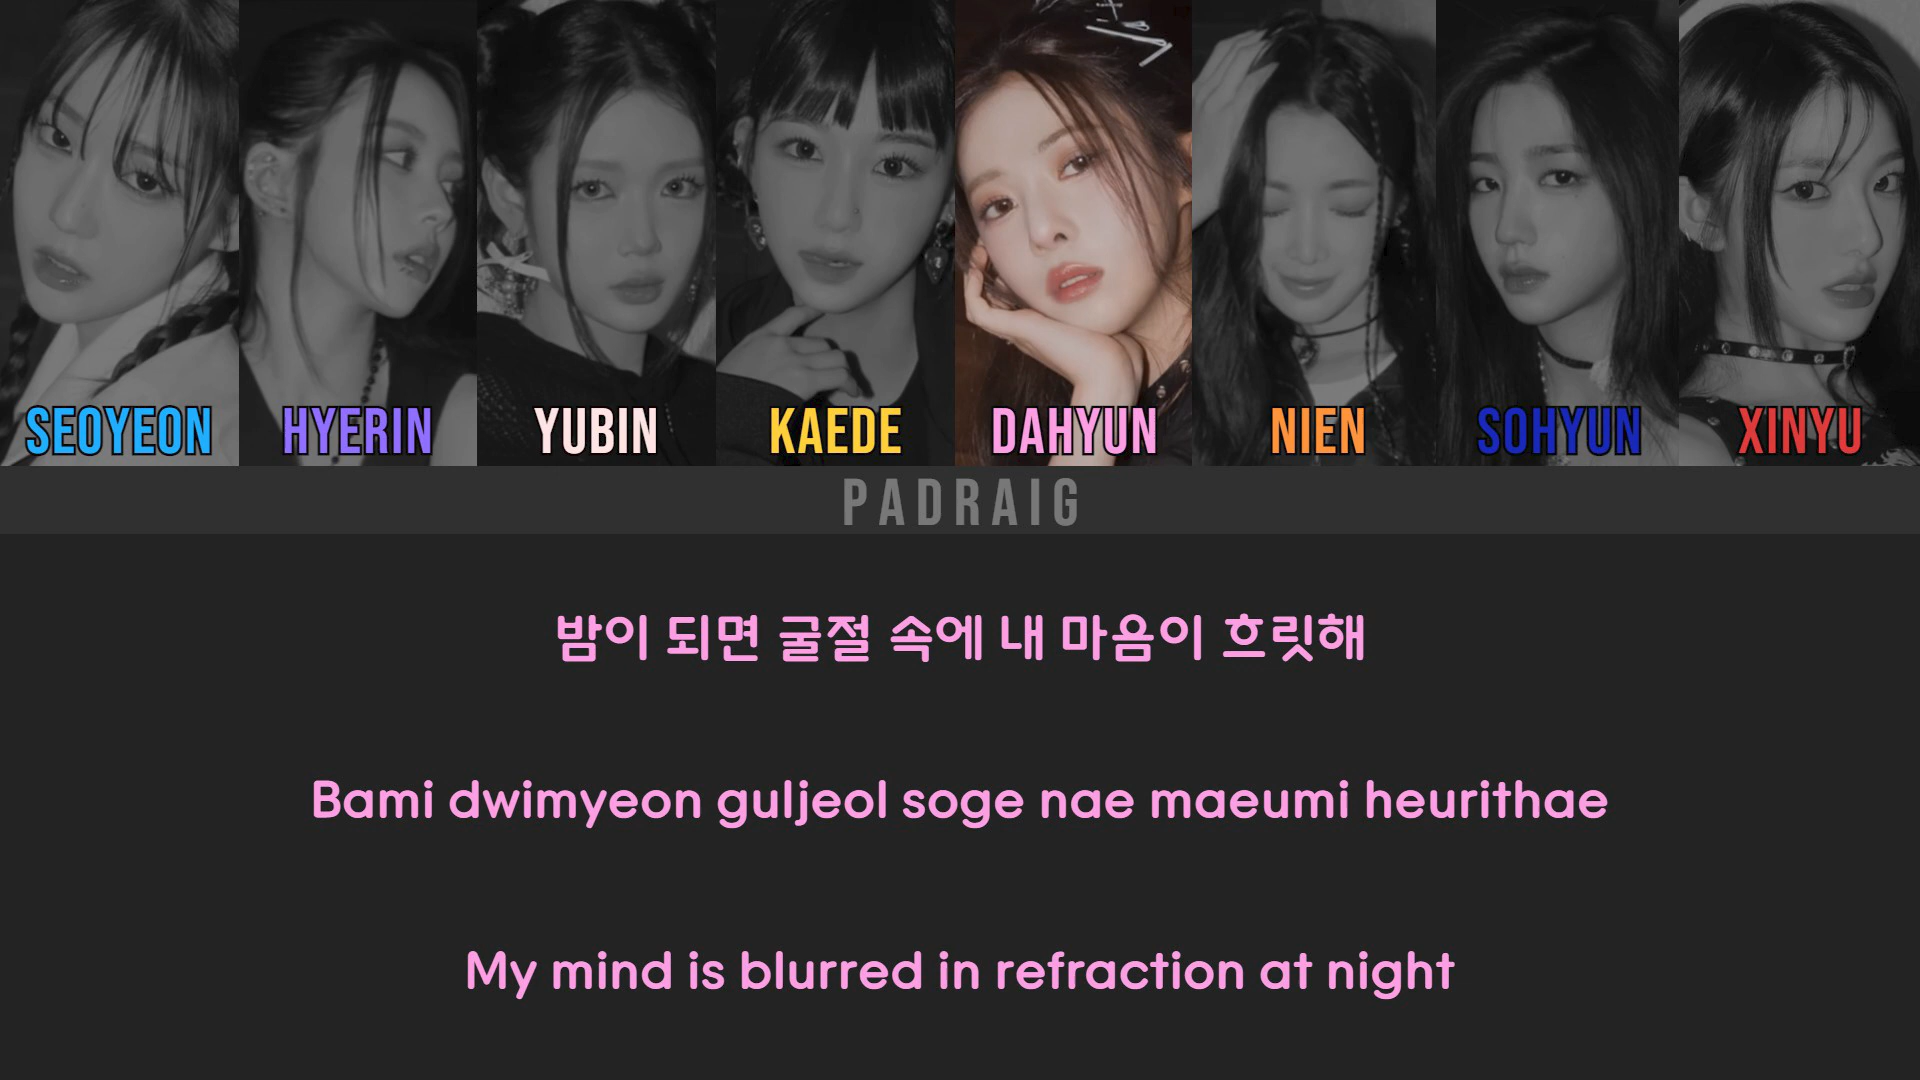 SEOYEON HYERIN YUBIN KAEDE DAHYUN NIEN SOHYUN XINYU
PADRAIG
밤이 되면 굴절 속에 내 마음이 흐릿해
Bami dwimyeon guljeol soge nae maeumi heurithae
My mind is blurred in refraction at night